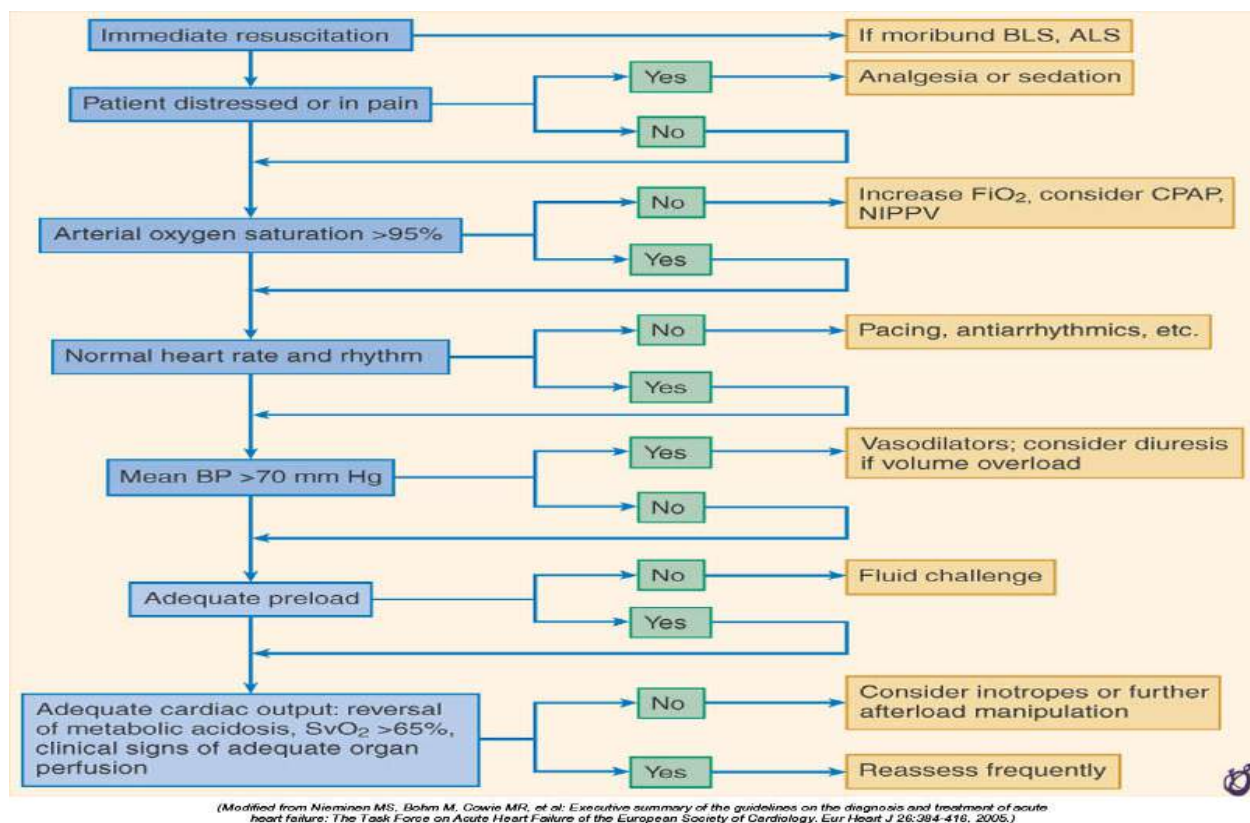 Immediate resuscitation
If moribund BLS, ALS
Yes
Analgesia or sedation
Patient distressed or in pain
No
No
Increase FiO₂, consider CPAP,
NIPPV
Arterial oxygen saturation >95%
Yes
No
Pacing, antiarrhythmics, etc.
Normal heart rate and rhythm
Yes
Yes
Vasodilators; consider diuresis
if volume overload
Mean BP >70 mm Hg
No
No
Fluid challenge
Adequate preload
Yes
No
Consider inotropes or further
afterload manipulation
Adequate cardiac output: reversal
of metabolic acidosis, SvO₂ >65%,
clinical signs of adequate organ
perfusion
Yes
Reassess frequently
(Modified from Nieminen MS, Bohm M, Cowie MR, et al: Executive summary of the guidelines on the diagnosis and treatment of acute
heart failure: The Task Force on Acute Heart Failure of the European Society of Cardiology. Eur Heart J 26:384-416, 2005.)